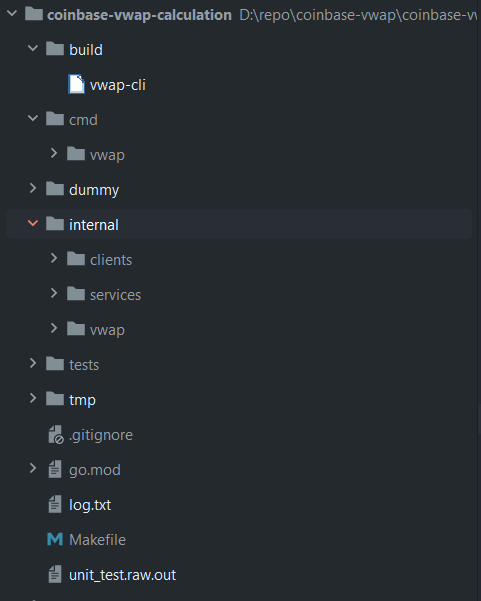 coinbase-vwap-calculation D:\repo\coinbase-vwap\coinbase-vw
build
vwap-cli
cmd
vwap
dummy
internal
clients
services
vwap
tests
tmp
.gitignore
go.mod
log.txt
Makefile
unit_test.raw.out